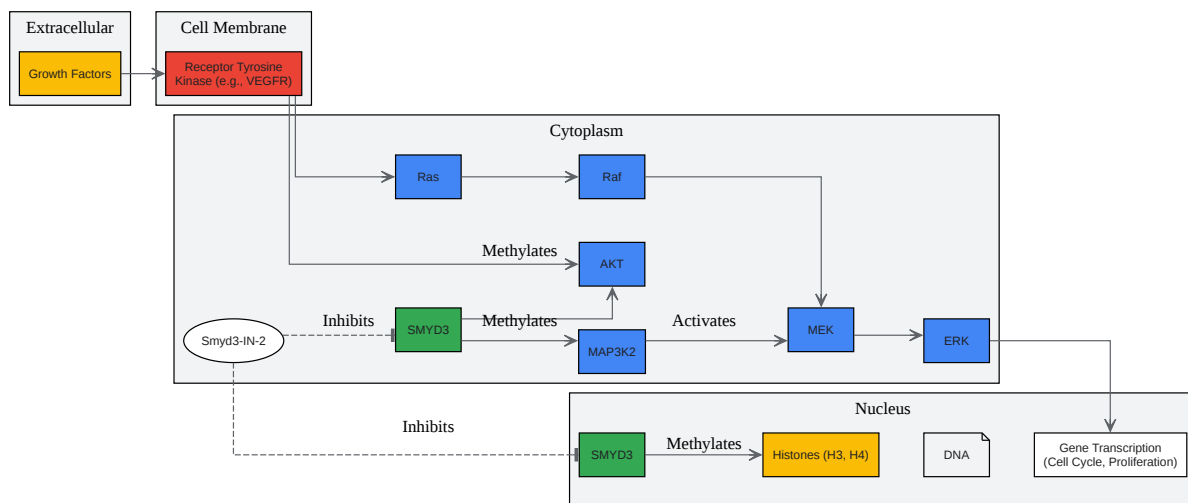 Extracellular
Cell Membrane
Growth Factors
Receptor Tyrosine
Kinase (e.g., VEGFR)
Cytoplasm
Ras
Raf
Methylates
AKT
Inhibits
SMYD3
Methylates
Activates
MEK
Smyd3-IN-2
MAP3K2
ERK
Nucleus
Inhibits
SMYD3
Methylates
Histones (H3, H4)
DNA
Gene Transcription
(Cell Cycle, Proliferation)